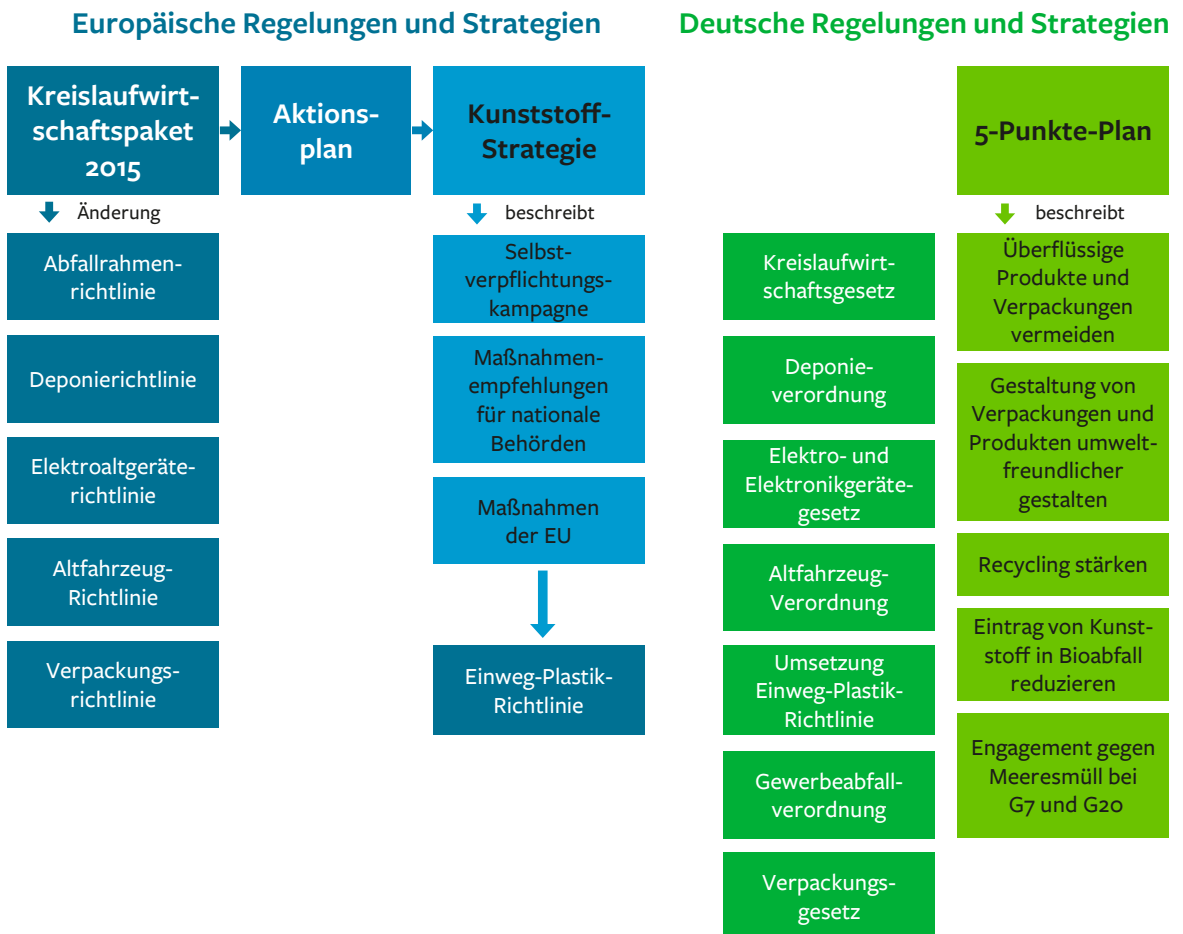 Europäische Regelungen und Strategien
Kreislaufwirt-
schaftspaket
2015
Aktions-
plan
Kunststoff-
Strategie
Änderung
Abfallrahmen-
richtlinie
Deponierichtlinie
Elektroaltgeräte-
richtlinie
Altfahrzeug-
Richtlinie
Verpackungs-
richtlinie
beschreibt
Selbst-
verpflichtungs-
kampagne
Maßnahmen-
empfehlungen
für nationale
Behörden
Maßnahmen
der EU
Einweg-Plastik-
Richtlinie
Deutsche Regelungen und Strategien
Kreislaufwirt-
schaftsgesetz
Deponie-
verordnung
Elektro- und
Elektronikgeräte-
gesetz
Altfahrzeug-
Verordnung
Umsetzung
Einweg-Plastik-
Richtlinie
Gewerbeabfall-
verordnung
Verpackungs-
gesetz
5-Punkte-Plan
beschreibt
Überflüssige
Produkte und
Verpackungen
vermeiden
Gestaltung von
Verpackungen und
Produkten umwelt-
freundlicher
gestalten
Recycling stärken
Eintrag von Kunst-
stoff in Bioabfall
reduzieren
Engagement gegen
Meeresmüll bei
G7 und G20